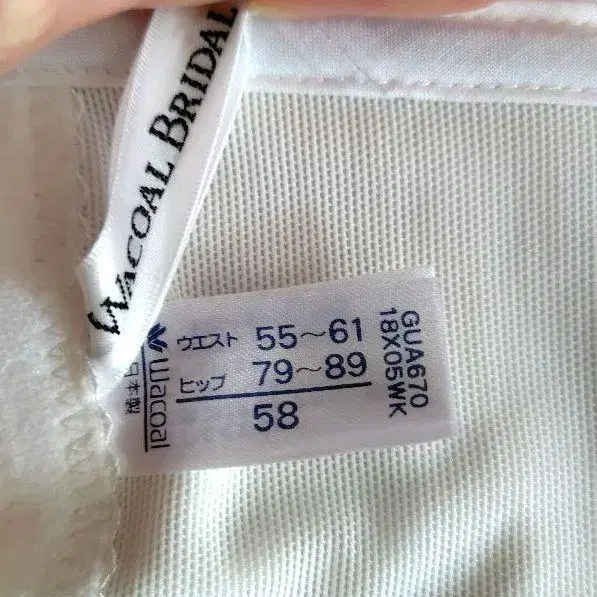 WACOAL BRIDAL
ウエスト 55～61
ヒップ 79～89
58
Wacoal
日本製
GUA670
18X05WK